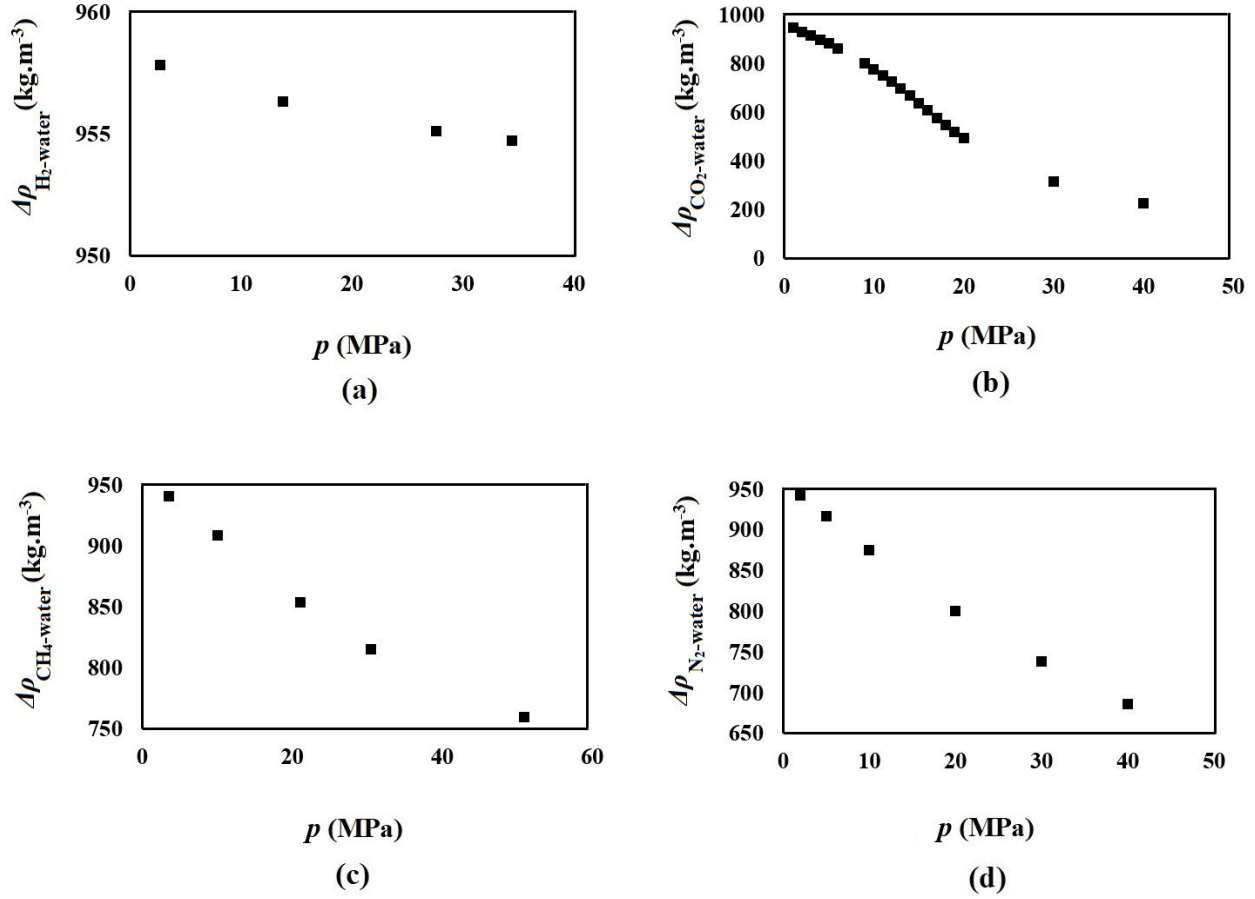 Δρ H₂-water (kg.m⁻³)
960
955
950
0 10 20 30 40
p (MPa)
(a)
Δρ CO₂-water (kg.m⁻³)
1000
800
600
400
200
0
0 10 20 30 40 50
p (MPa)
(b)
Δρ CH₄-water (kg.m⁻³)
950
900
850
800
750
0 20 40 60
p (MPa)
(c)
Δρ N₂-water (kg.m⁻³)
950
900
850
800
750
700
650
0 10 20 30 40 50
p (MPa)
(d)